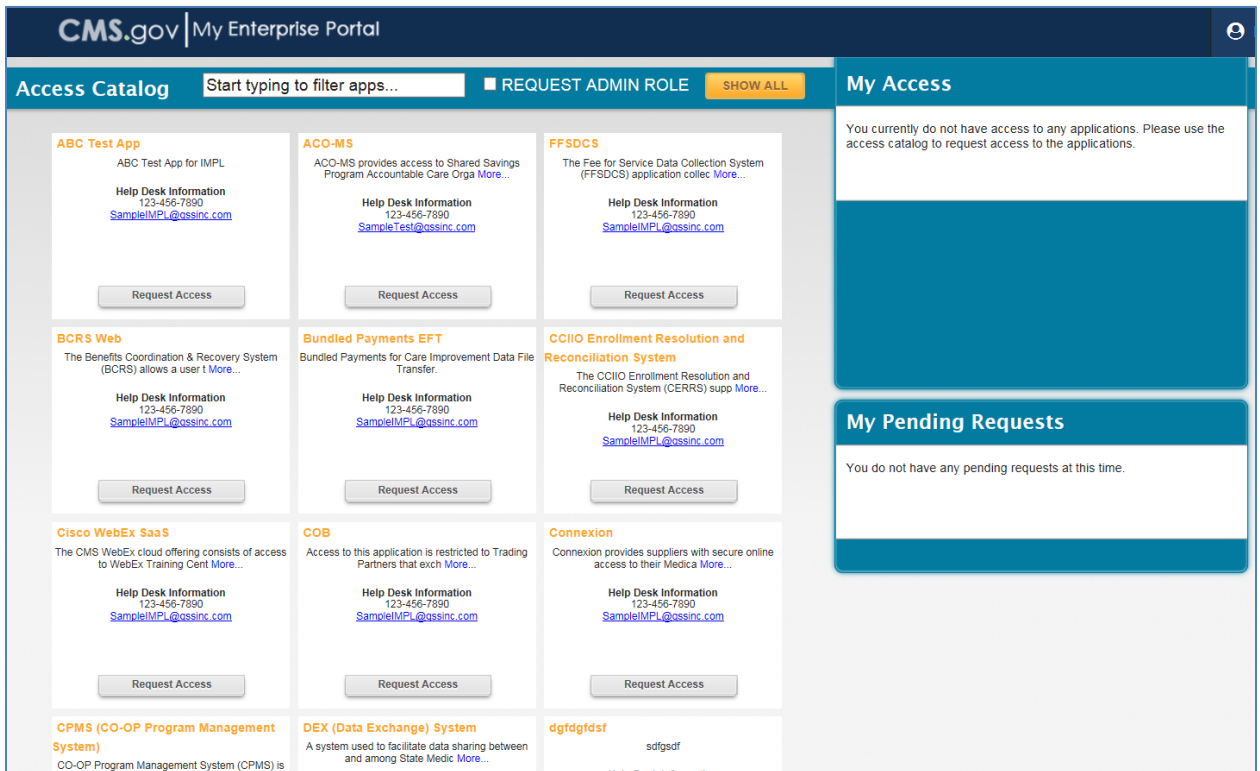 CMS.gov My Enterprise Portal
Access Catalog
Start typing to filter apps...
REQUEST ADMIN ROLE
SHOW ALL
ABC Test App
ABC Test App for IMPL
Help Desk Information
123-456-7890
SampleIMPL@qssinc.com
Request Access
ACO-MS
ACO-MS provides access to Shared Savings
Program Accountable Care Orga More...
Help Desk Information
123-456-7890
SampleTest@qssinc.com
Request Access
FFSDCS
The Fee for Service Data Collection System
(FFSDCS) application collec More...
Help Desk Information
123-456-7890
SampleIMPL@qssinc.com
Request Access
BCRS Web
The Benefits Coordination & Recovery System
(BCRS) allows a user t More...
Help Desk Information
123-456-7890
SampleIMPL@qssinc.com
Request Access
Bundled Payments EFT
Bundled Payments for Care Improvement Data File
Transfer.
Help Desk Information
123-456-7890
SampleIMPL@qssinc.com
Request Access
CCIIO Enrollment Resolution and
Reconciliation System
The CCIIO Enrollment Resolution and
Reconciliation System (CERRS) supp More...
Help Desk Information
123-456-7890
SampleIMPL@qssinc.com
Request Access
Cisco WebEx SaaS
The CMS WebEx cloud offering consists of access
to WebEx Training Cent More...
Help Desk Information
123-456-7890
SampleIMPL@qssinc.com
Request Access
COB
Access to this application is restricted to Trading
Partners that exch More...
Help Desk Information
123-456-7890
SampleIMPL@qssinc.com
Request Access
Connexion
Connexion provides suppliers with secure online
access to their Medica More...
Help Desk Information
123-456-7890
SampleIMPL@qssinc.com
Request Access
CPMS (CO-OP Program Management
System)
CO-OP Program Management System (CPMS) is
DEX (Data Exchange) System
A system used to facilitate data sharing between
and among State Medic More...
dgfdgfdsf
sdfgsdf
My Access
You currently do not have access to any applications. Please use the
access catalog to request access to the applications.
My Pending Requests
You do not have any pending requests at this time.